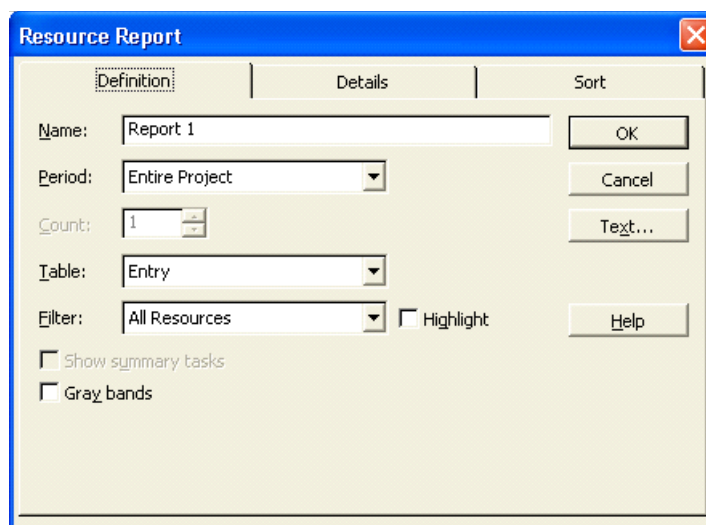 Resource Report
Definition Details Sort
Name: Report 1 OK
Period: Entire Project Cancel
Count: 1 Text...
Table: Entry
Filter: All Resources Highlight Help
Show summary tasks
Gray bands